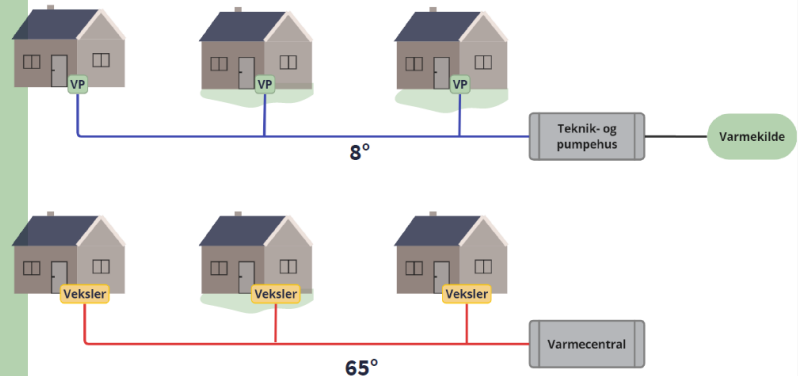 VP
VP
VP
Teknik- og
pumpehus
Varmekilde
8°
Veksler
Veksler
Veksler
Varmecentral
65°